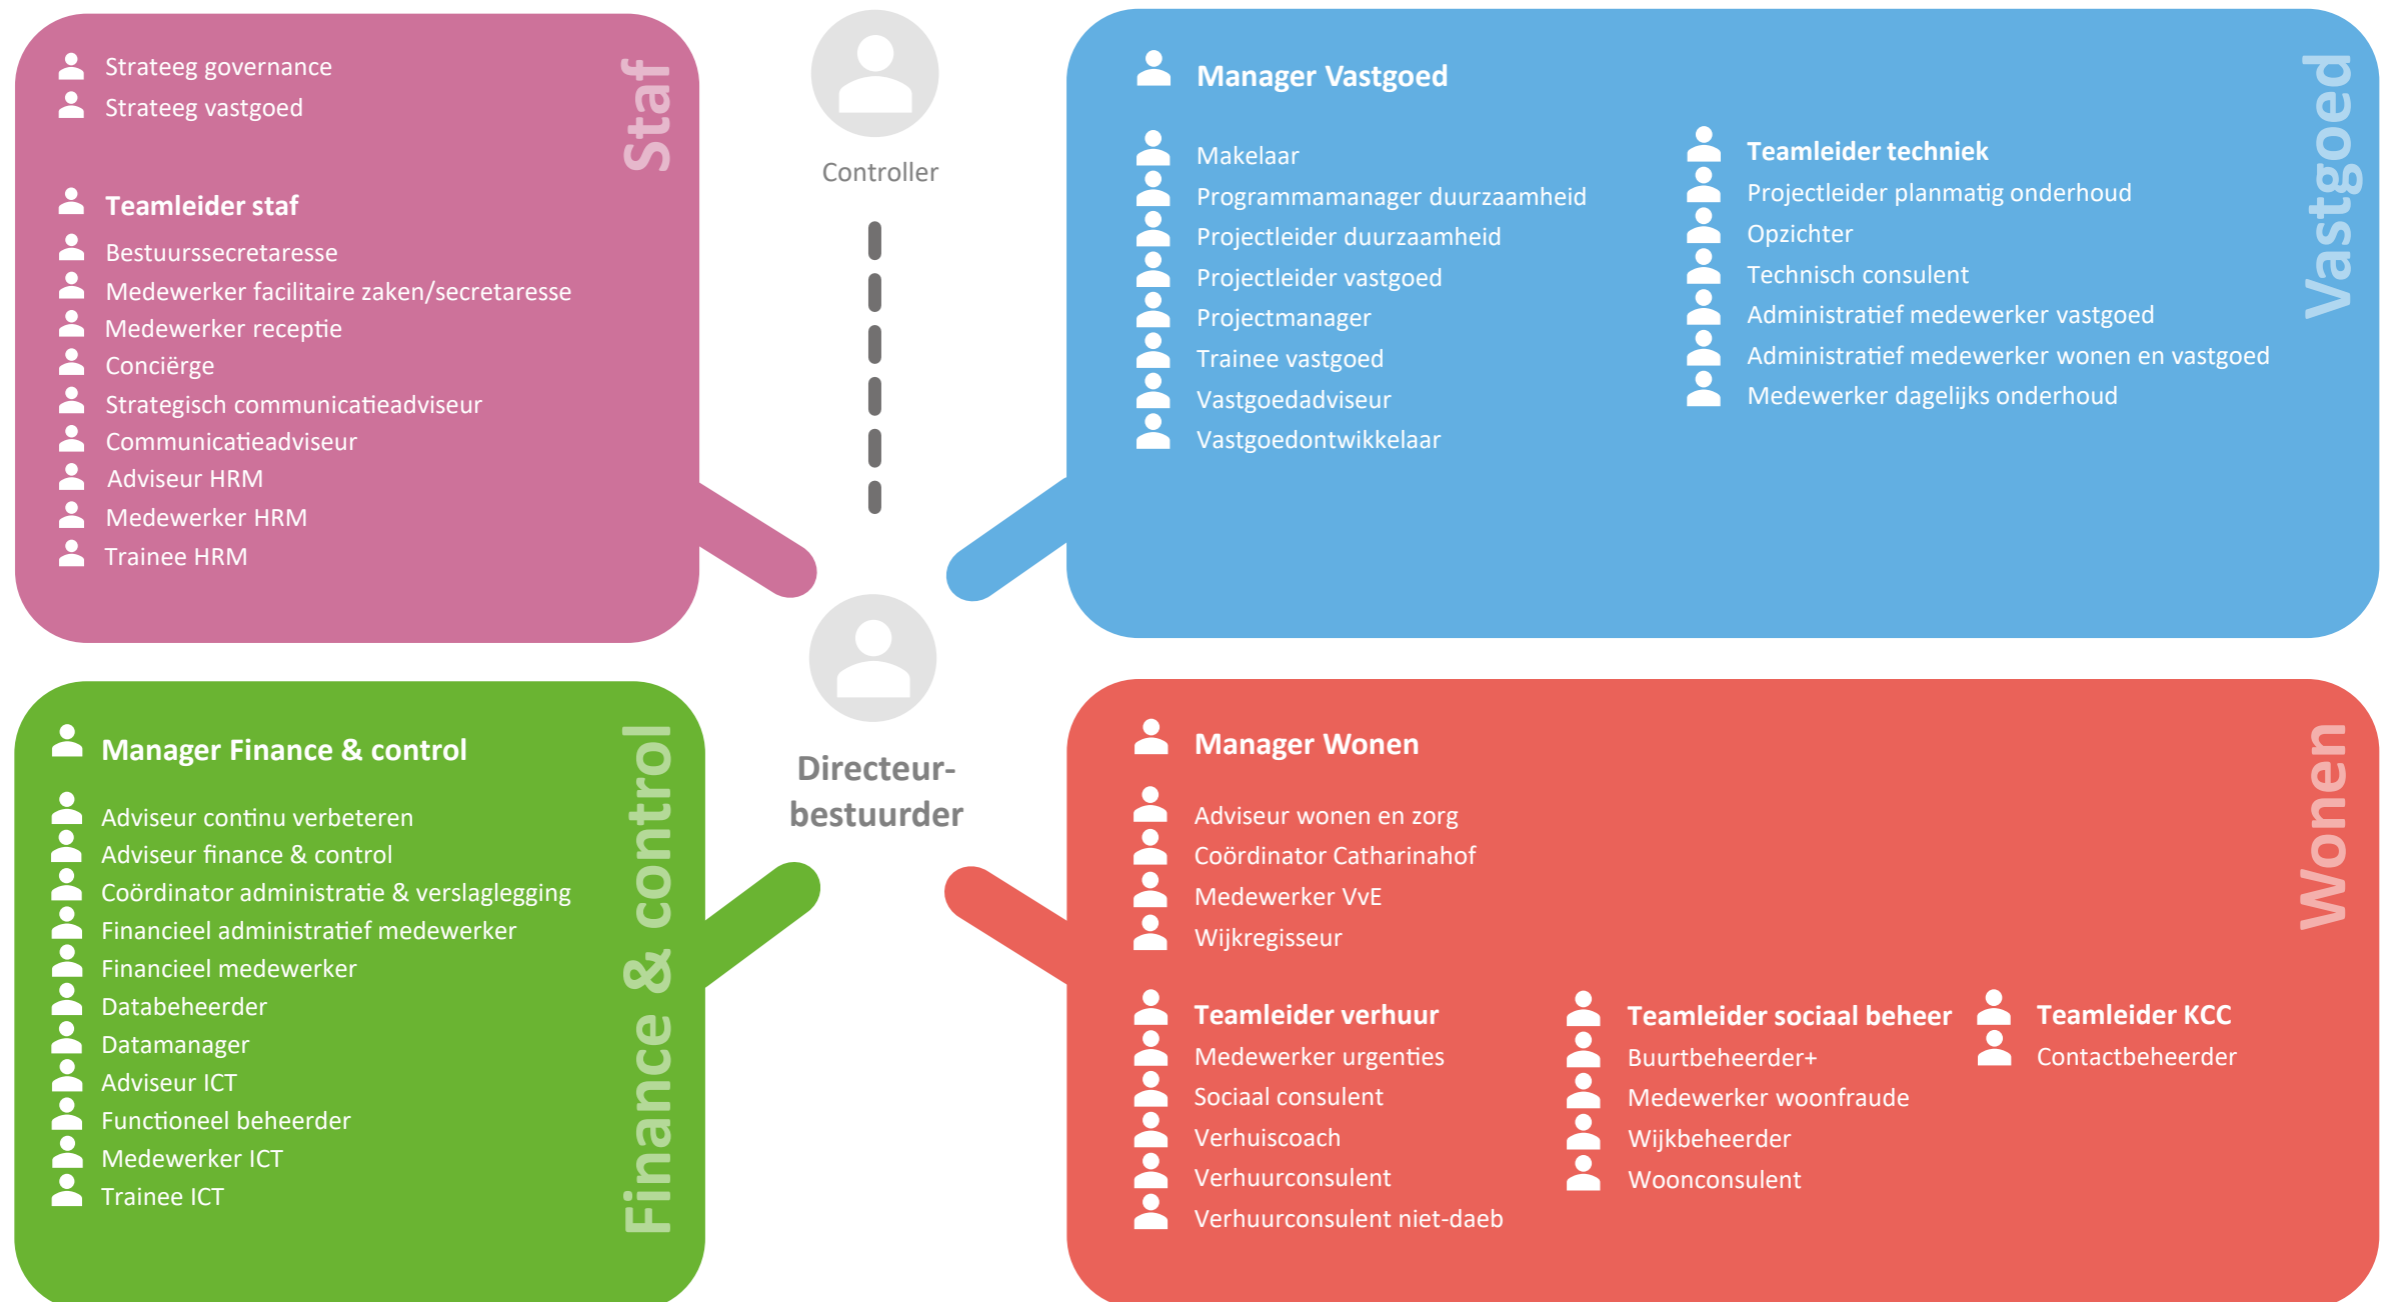 Staf
Strateeg governance
Strateeg vastgoed
Teamleider staf
Bestuurssecretaresse
Medewerker facilitaire zaken/secretaresse
Medewerker receptie
Conciërge
Strategisch communicatieadviseur
Communicatieadviseur
Adviseur HRM
Medewerker HRM
Trainee HRM
Controller
Vastgoed
Manager Vastgoed
Makelaar
Programmamanager duurzaamheid
Projectleider duurzaamheid
Projectleider vastgoed
Projectmanager
Trainee vastgoed
Vastgoedadviseur
Vastgoedontwikkelaar
Teamleider techniek
Projectleider planmatig onderhoud
Opzichter
Technisch consulent
Administratief medewerker vastgoed
Administratief medewerker wonen en vastgoed
Medewerker dagelijks onderhoud
Directeur-
bestuurder
Finance & control
Manager Finance & control
Adviseur continu verbeteren
Adviseur finance & control
Coördinator administratie & verslaglegging
Financieel administratief medewerker
Financieel medewerker
Databeheerder
Datamanager
Adviseur ICT
Functioneel beheerder
Medewerker ICT
Trainee ICT
Wonen
Manager Wonen
Adviseur wonen en zorg
Coördinator Catharinahof
Medewerker VvE
Wijkregisseur
Teamleider verhuur
Medewerker urgenties
Sociaal consulent
Verhuiscoach
Verhuurconsulent
Verhuurconsulent niet-daeb
Teamleider sociaal beheer
Buurtbeheerder+
Medewerker woonfraude
Wijkbeheerder
Woonconsulent
Teamleider KCC
Contactbeheerder